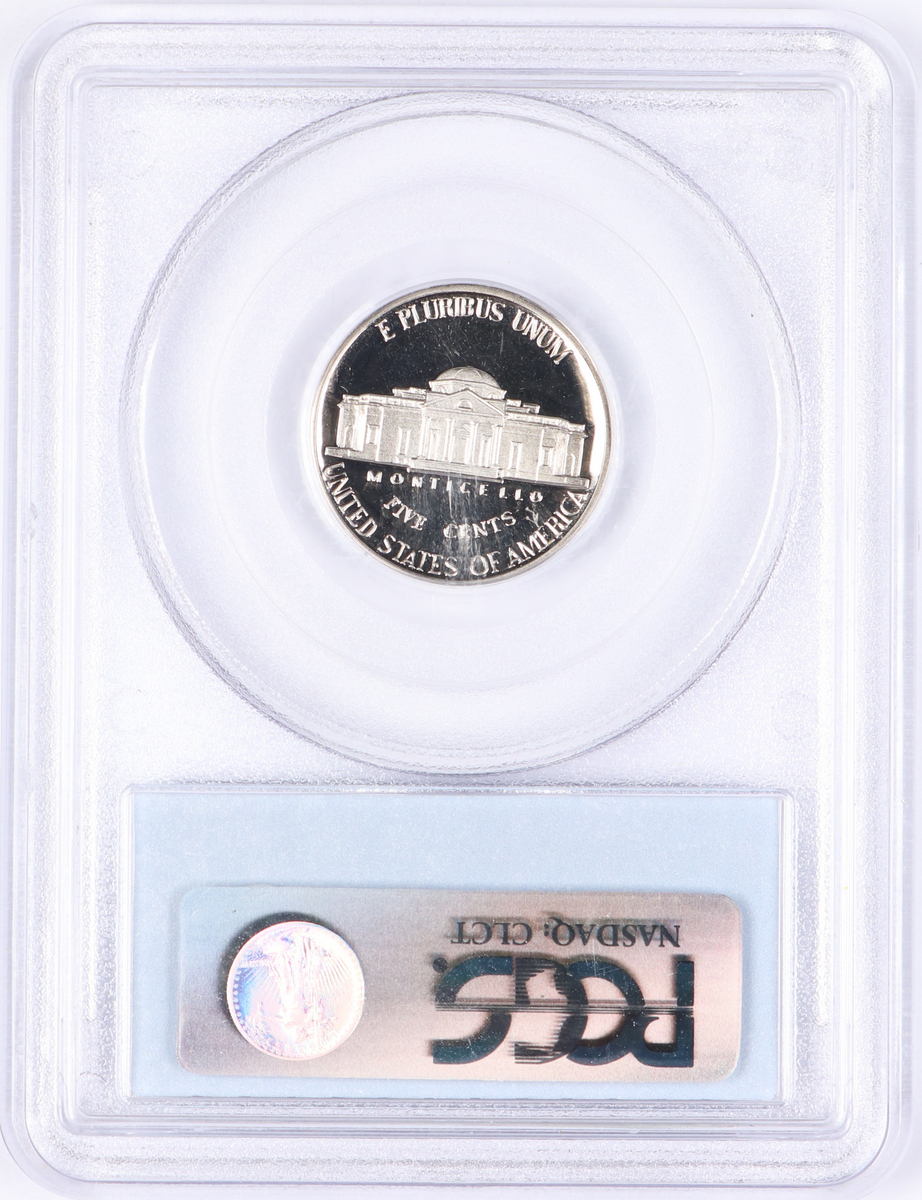 E PLURIBUS UNUM
MONTICELLO
FIVE CENTS
UNITED STATES OF AMERICA
PCGS
NASDAQ: CLCT